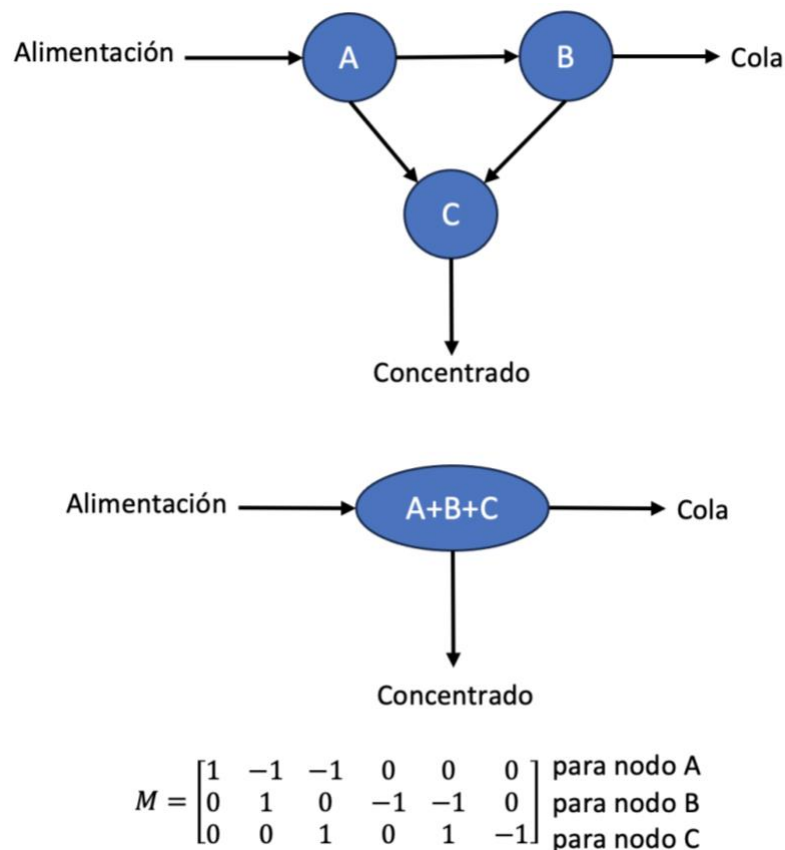 Alimentación A B Cola
C
Concentrado
Alimentación A+B+C Cola
Concentrado
1 −1 −1 0 0 0 para nodo A
M = 0 1 0 −1 −1 0 para nodo B
0 0 1 0 1 −1 para nodo C